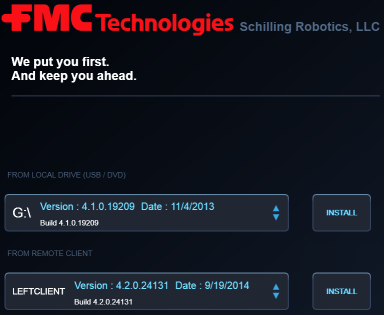 FMC Technologies Schilling Robotics, LLC
We put you first.
And keep you ahead.
FROM LOCAL DRIVE (USB / DVD)
G:\ Version : 4.1.0.19209 Date : 11/4/2013
Build 4.1.0.19209
INSTALL
FROM REMOTE CLIENT
LEFTCLIENT Version : 4.2.0.24131 Date : 9/19/2014
Build 4.2.0.24131
INSTALL